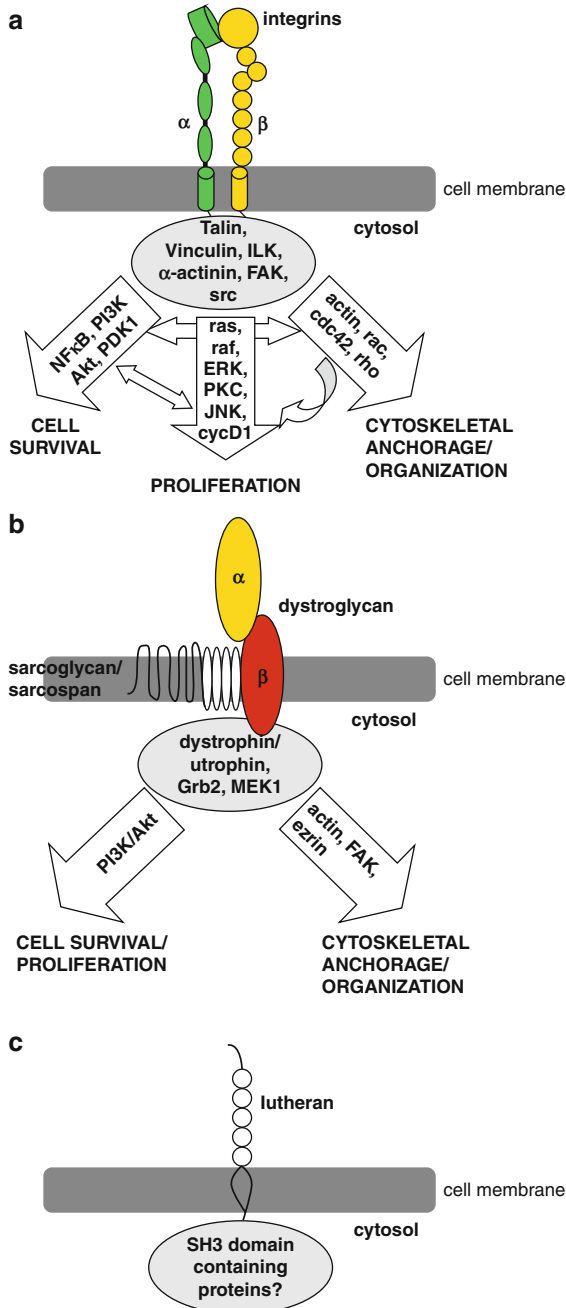 a
integrins
α
β
cell membrane
cytosol
Talin,
Vinculin, ILK,
α-actinin, FAK,
src
NFκB, PI3K
Akt, PDK1
ras,
raf,
ERK,
PKC,
JNK,
cycD1
actin, rac,
cdc42, rho
CELL
SURVIVAL
PROLIFERATION
CYTOSKELETAL
ANCHORAGE/
ORGANIZATION
b
α
dystroglycan
sarcoglycan/
sarcospan
β
cell membrane
cytosol
dystrophin/
utrophin,
Grb2, MEK1
PI3K/Akt
actin, FAK,
ezrin
CELL SURVIVAL/
PROLIFERATION
CYTOSKELETAL
ANCHORAGE/
ORGANIZATION
c
lutheran
cell membrane
cytosol
SH3 domain
containing
proteins?